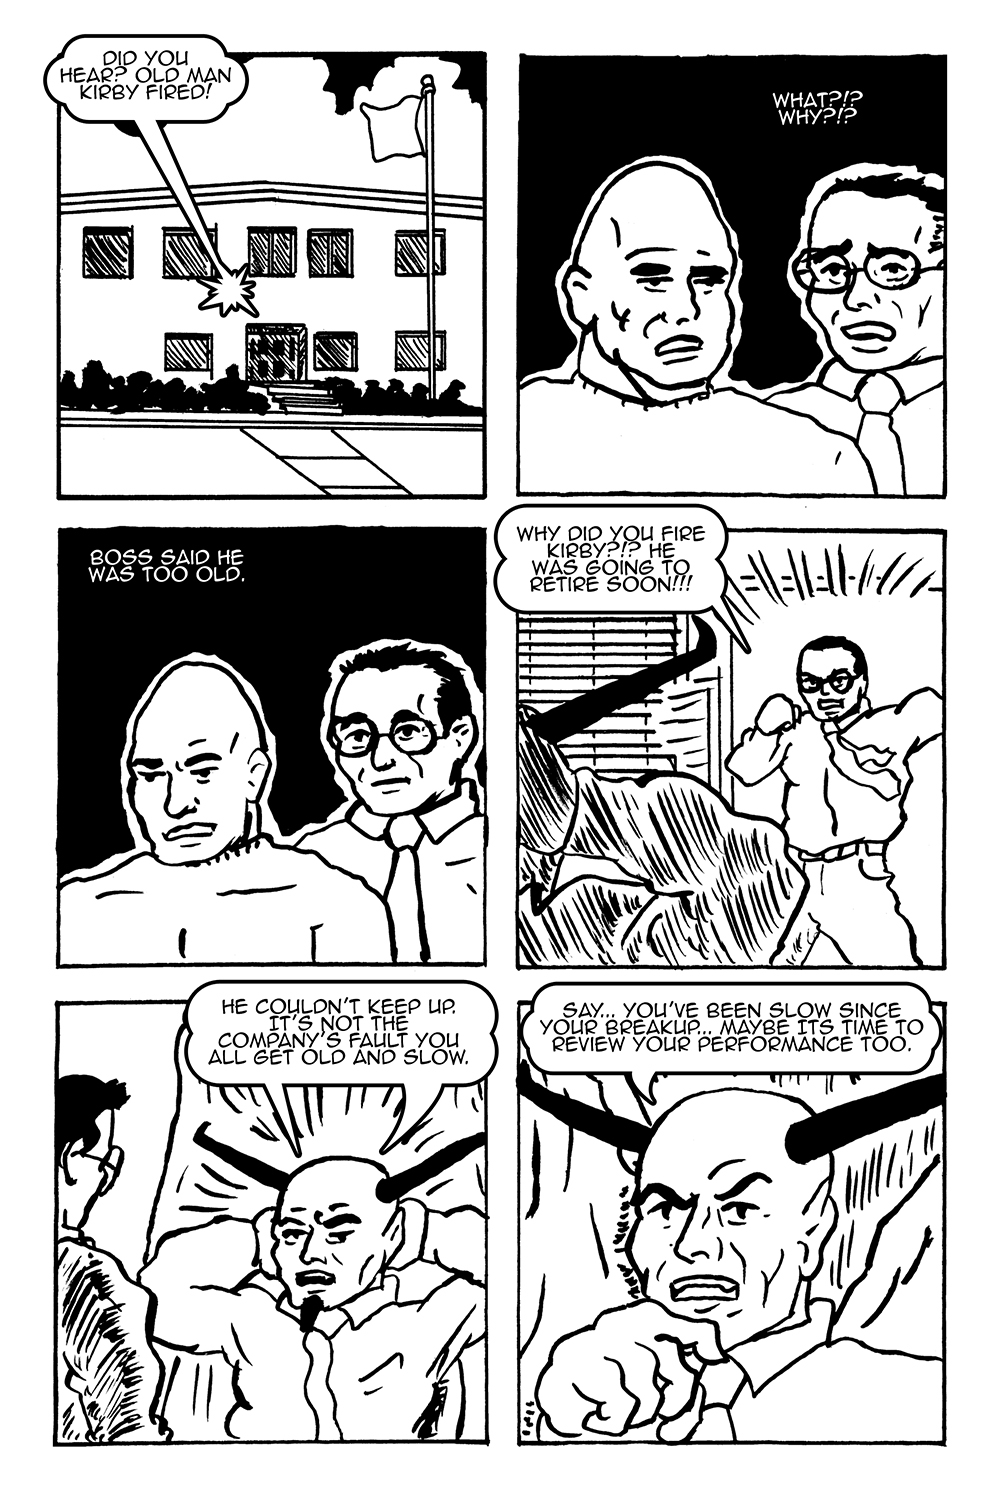 DID YOU
HEAR? OLD MAN
KIRBY FIRED!
WHAT?!?
WHY?!?
BOSS SAID HE
WAS TOO OLD.
WHY DID YOU FIRE
KIRBY?!? HE
WAS GOING TO
RETIRE SOON!!!
HE COULDN'T KEEP UP.
IT'S NOT THE
COMPANY'S FAULT YOU
ALL GET OLD AND SLOW.
SAY... YOU'VE BEEN SLOW SINCE
YOUR BREAKUP... MAYBE ITS TIME TO
REVIEW YOUR PERFORMANCE TOO.